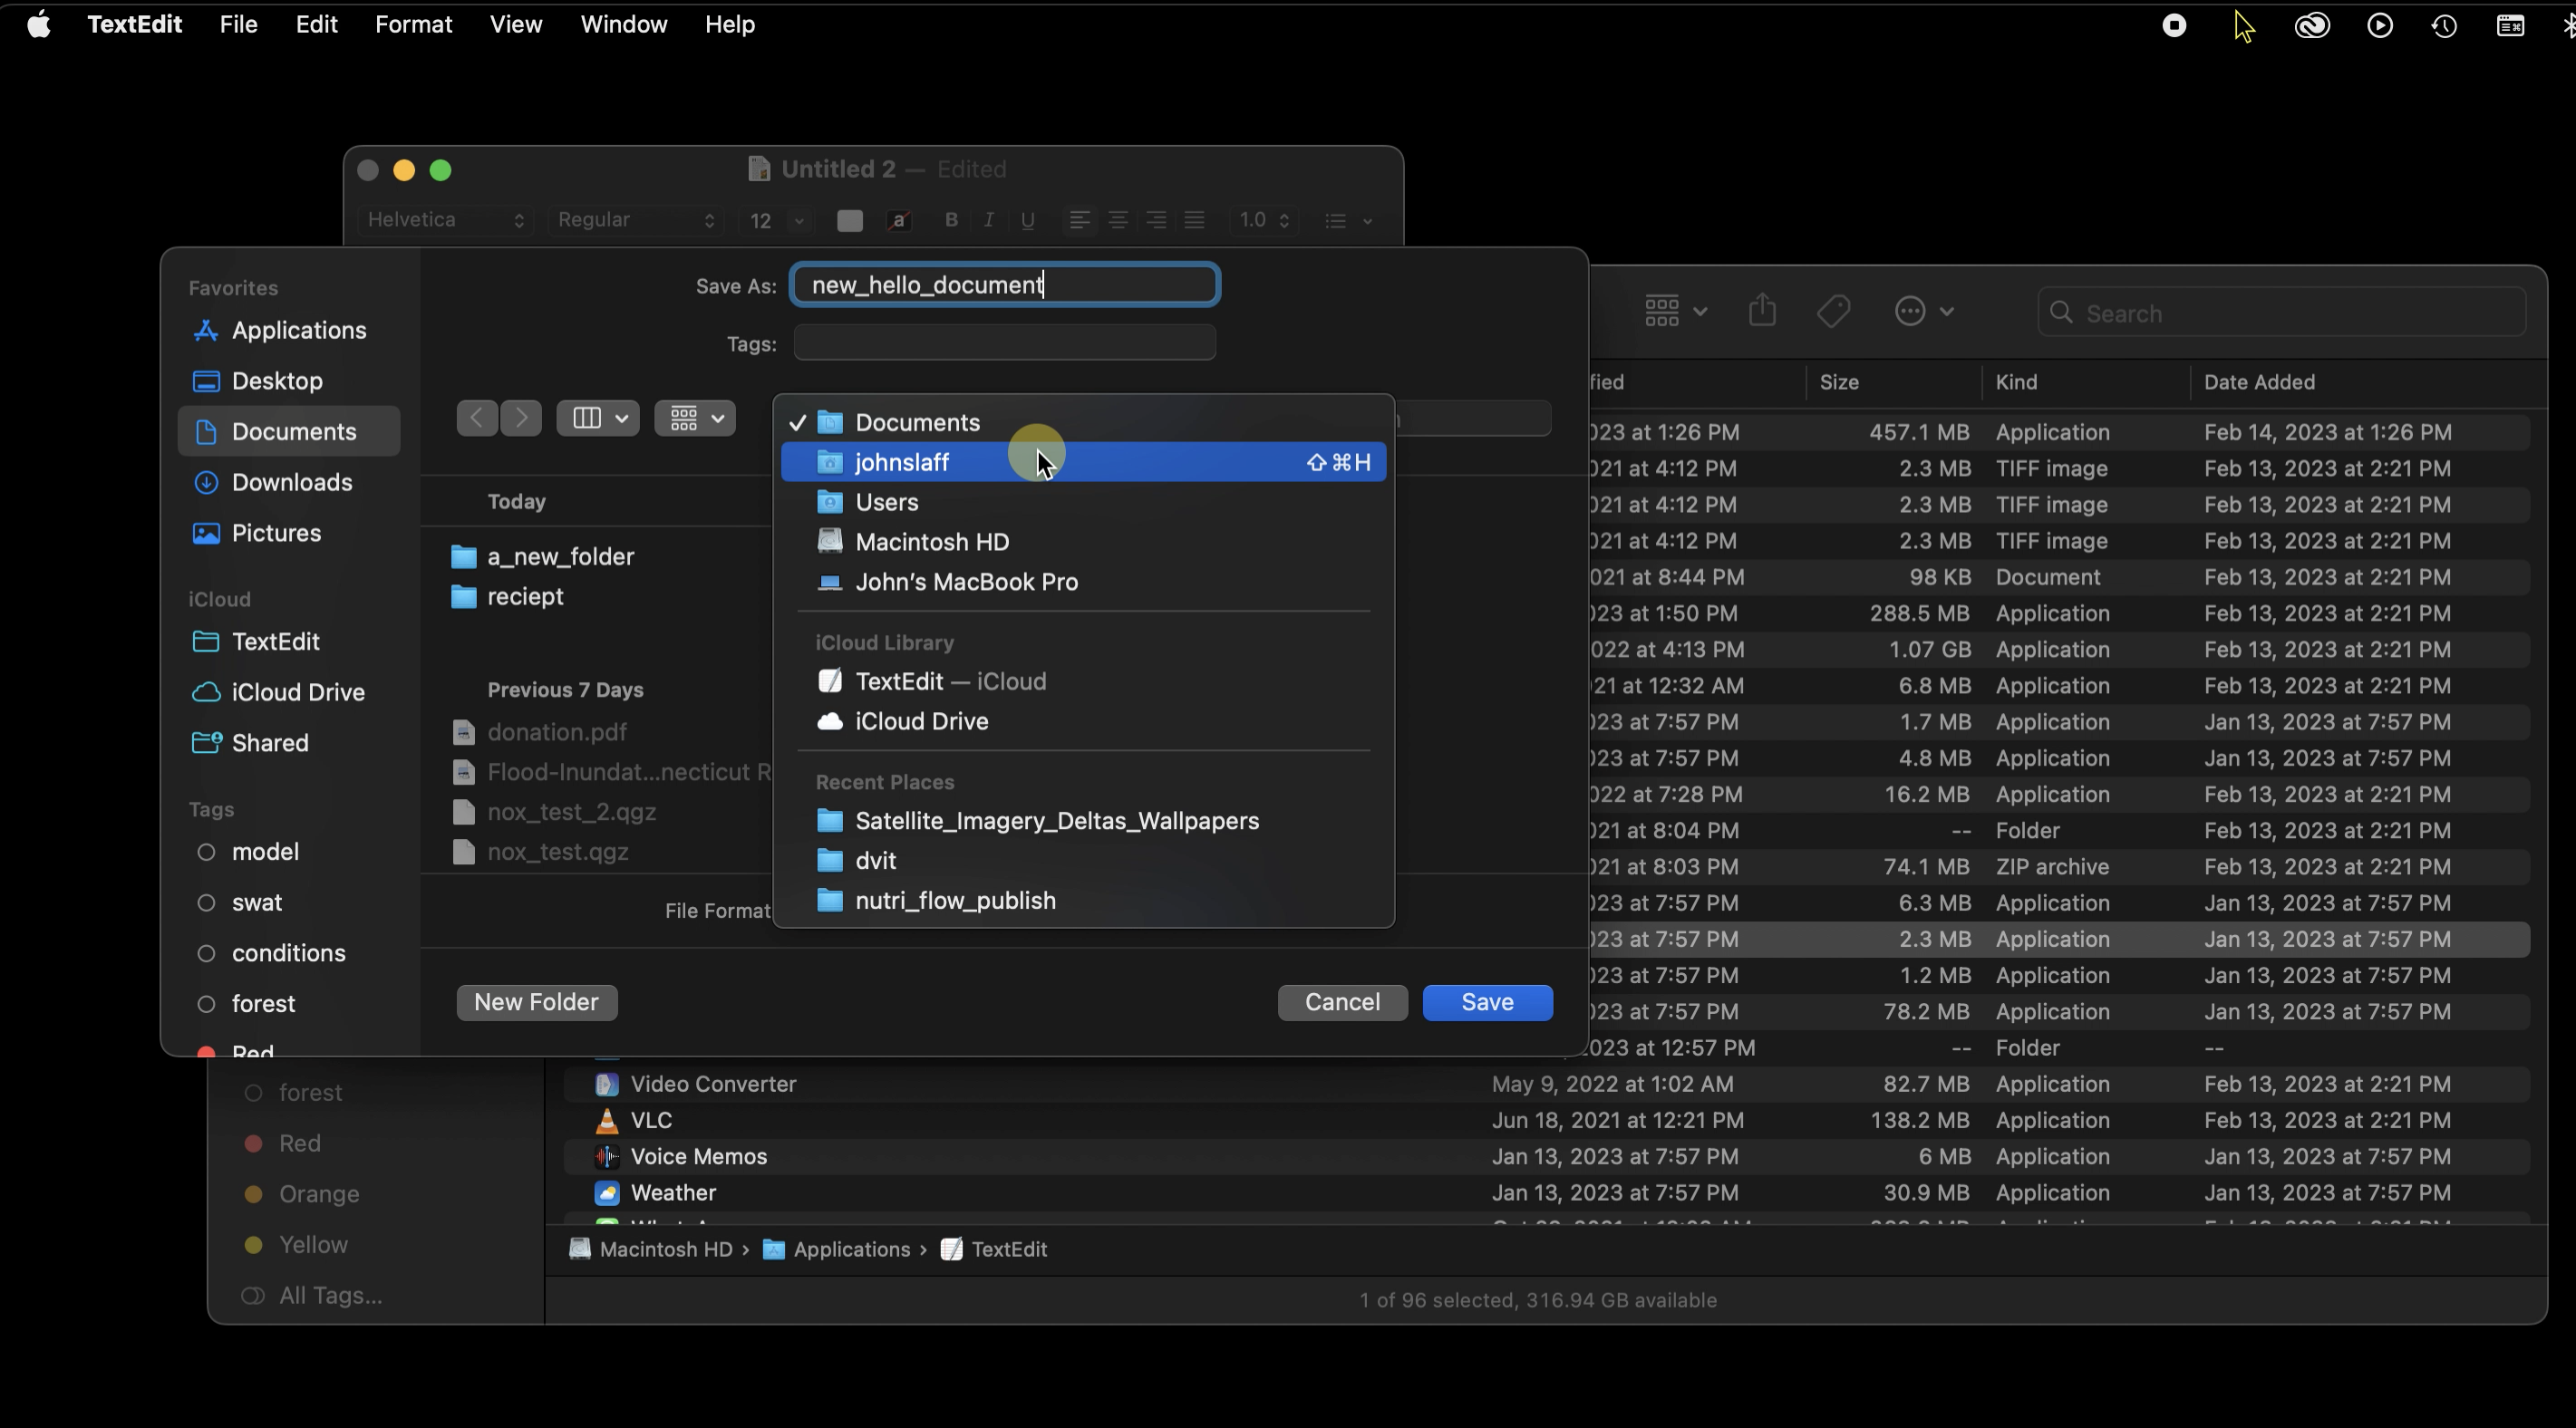 TextEdit File Edit Format View Window Help
Untitled 2 — Edited
Helvetica Regular 12 a B I U 1.0
Favorites
Applications
Desktop
Documents
Downloads
Pictures
iCloud
TextEdit
iCloud Drive
Shared
Tags
model
swat
conditions
forest
Red
Save As: new_hello_document
Tags:
Today
a_new_folder
reciept
Previous 7 Days
donation.pdf
Flood-Inundat...necticut R
nox_test_2.qgz
nox_test.qgz
File Format
✓ Documents
johnslaff ⇧⌘H
Users
Macintosh HD
John's MacBook Pro
iCloud Library
TextEdit — iCloud
iCloud Drive
Recent Places
Satellite_Imagery_Deltas_Wallpapers
dvit
nutri_flow_publish
New Folder Cancel Save
Search
fied Size Kind Date Added
023 at 1:26 PM 457.1 MB Application Feb 14, 2023 at 1:26 PM
021 at 4:12 PM 2.3 MB TIFF image Feb 13, 2023 at 2:21 PM
021 at 4:12 PM 2.3 MB TIFF image Feb 13, 2023 at 2:21 PM
021 at 4:12 PM 2.3 MB TIFF image Feb 13, 2023 at 2:21 PM
021 at 8:44 PM 98 KB Document Feb 13, 2023 at 2:21 PM
023 at 1:50 PM 288.5 MB Application Feb 13, 2023 at 2:21 PM
022 at 4:13 PM 1.07 GB Application Feb 13, 2023 at 2:21 PM
21 at 12:32 AM 6.8 MB Application Feb 13, 2023 at 2:21 PM
023 at 7:57 PM 1.7 MB Application Jan 13, 2023 at 7:57 PM
023 at 7:57 PM 4.8 MB Application Jan 13, 2023 at 7:57 PM
022 at 7:28 PM 16.2 MB Application Feb 13, 2023 at 2:21 PM
021 at 8:04 PM -- Folder Feb 13, 2023 at 2:21 PM
021 at 8:03 PM 74.1 MB ZIP archive Feb 13, 2023 at 2:21 PM
023 at 7:57 PM 6.3 MB Application Jan 13, 2023 at 7:57 PM
023 at 7:57 PM 2.3 MB Application Jan 13, 2023 at 7:57 PM
023 at 7:57 PM 1.2 MB Application Jan 13, 2023 at 7:57 PM
023 at 7:57 PM 78.2 MB Application Jan 13, 2023 at 7:57 PM
023 at 12:57 PM -- Folder --
Video Converter May 9, 2022 at 1:02 AM 82.7 MB Application Feb 13, 2023 at 2:21 PM
VLC Jun 18, 2021 at 12:21 PM 138.2 MB Application Feb 13, 2023 at 2:21 PM
Voice Memos Jan 13, 2023 at 7:57 PM 6 MB Application Jan 13, 2023 at 7:57 PM
Weather Jan 13, 2023 at 7:57 PM 30.9 MB Application Jan 13, 2023 at 7:57 PM
forest
Red
Orange
Yellow
All Tags...
Macintosh HD › Applications › TextEdit
1 of 96 selected, 316.94 GB available